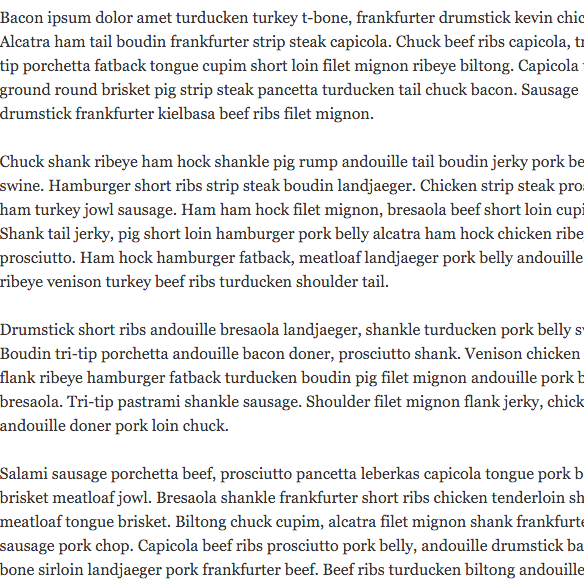 Bacon ipsum dolor amet turducken turkey t-bone, frankfurter drumstick kevin
Alcatra ham tail boudin frankfurter strip steak capicola. Chuck beef ribs capicola,
tip porchetta fatback tongue cupim short loin filet mignon ribeye biltong. Capicola
ground round brisket pig strip steak pancetta turducken tail chuck bacon. Sausage
drumstick frankfurter kielbasa beef ribs filet mignon.
Chuck shank ribeye ham hock shankle pig rump andouille tail boudin jerky pork
swine. Hamburger short ribs strip steak boudin landjaeger. Chicken strip steak
ham turkey jowl sausage. Ham ham hock filet mignon, bresaola beef short loin
Shank tail jerky, pig short loin hamburger pork belly alcatra ham hock chicken
prosciutto. Ham hock hamburger fatback, meatloaf landjaeger pork belly andouille
ribeye venison turkey beef ribs turducken shoulder tail.
Drumstick short ribs andouille bresaola landjaeger, shankle turducken pork belly
Boudin tri-tip porchetta andouille bacon doner, prosciutto shank. Venison chicken
flank ribeye hamburger fatback turducken boudin pig filet mignon andouille pork
bresaola. Tri-tip pastrami shankle sausage. Shoulder filet mignon flank jerky,
andouille doner pork loin chuck.
Salami sausage porchetta beef, prosciutto pancetta leberkas capicola tongue pork
brisket meatloaf jowl. Bresaola shankle frankfurter short ribs chicken tenderloin
meatloaf tongue brisket. Biltong chuck cupim, alcatra filet mignon shank
sausage pork chop. Capicola beef ribs prosciutto pork belly, andouille drumstick
bone sirloin landjaeger pork frankfurter beef. Beef ribs turducken biltong andouille